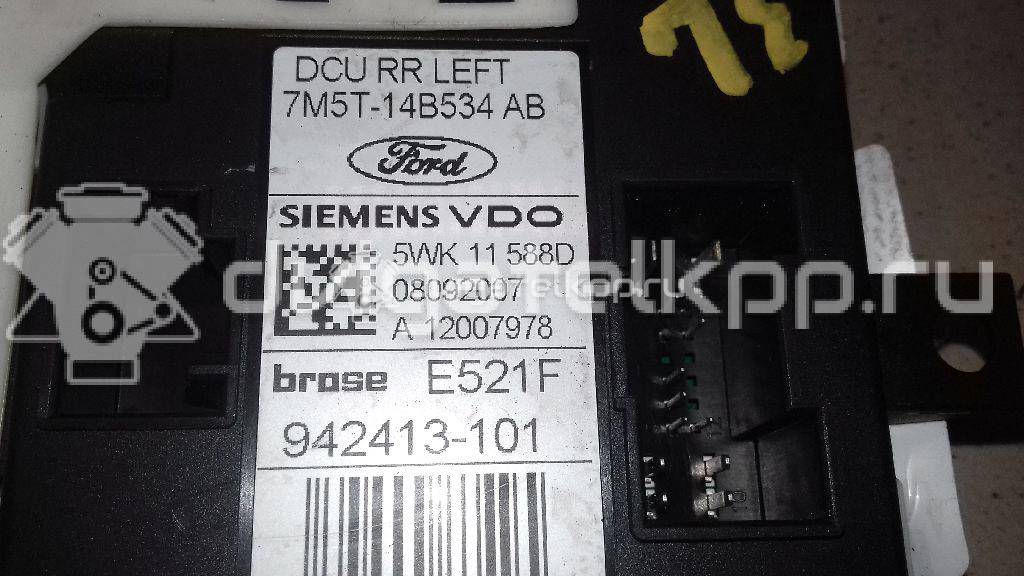 DCU RR LEFT
7M5T-14B534 AB
Ford
SIEMENS VDO
5WK 11 588D
08092007
A 12007978
brose E521F
942413-101
dvigatelkpp.ru